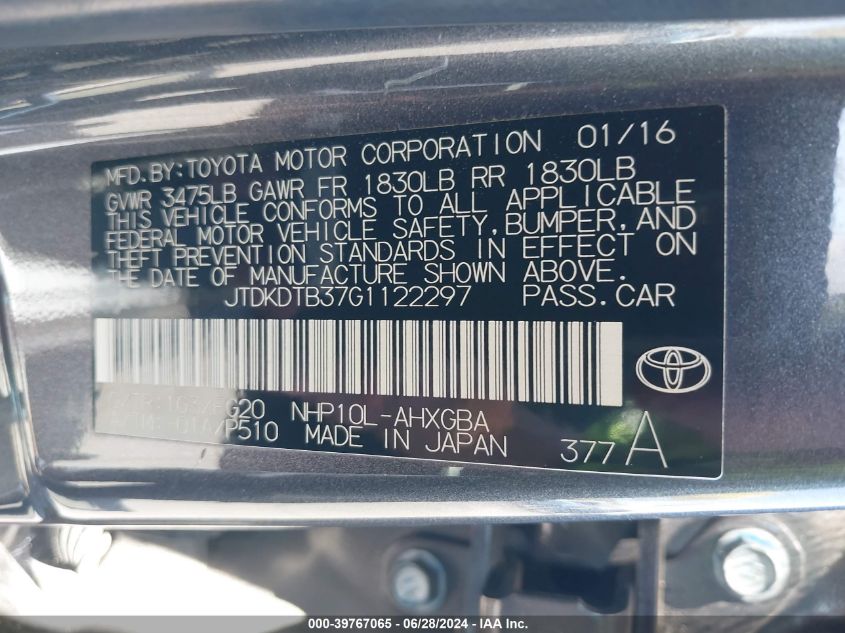 MFD.BY:TOYOTA MOTOR CORPORATION 01/16
GVWR 3475LB GAWR FR 1830LB RR 1830LB
THIS VEHICLE CONFORMS TO ALL APPLICABLE
FEDERAL MOTOR VEHICLE SAFETY,BUMPER,AND
THEFT PREVENTION STANDARDS IN EFFECT ON
THE DATE OF MANUFACTURE SHOWN ABOVE.
JTDKDTB37G1122297 PASS.CAR
NHP10L-AHXGBA
MADE IN JAPAN 377 A
000-39767065 - 06/28/2024 - IAA Inc.